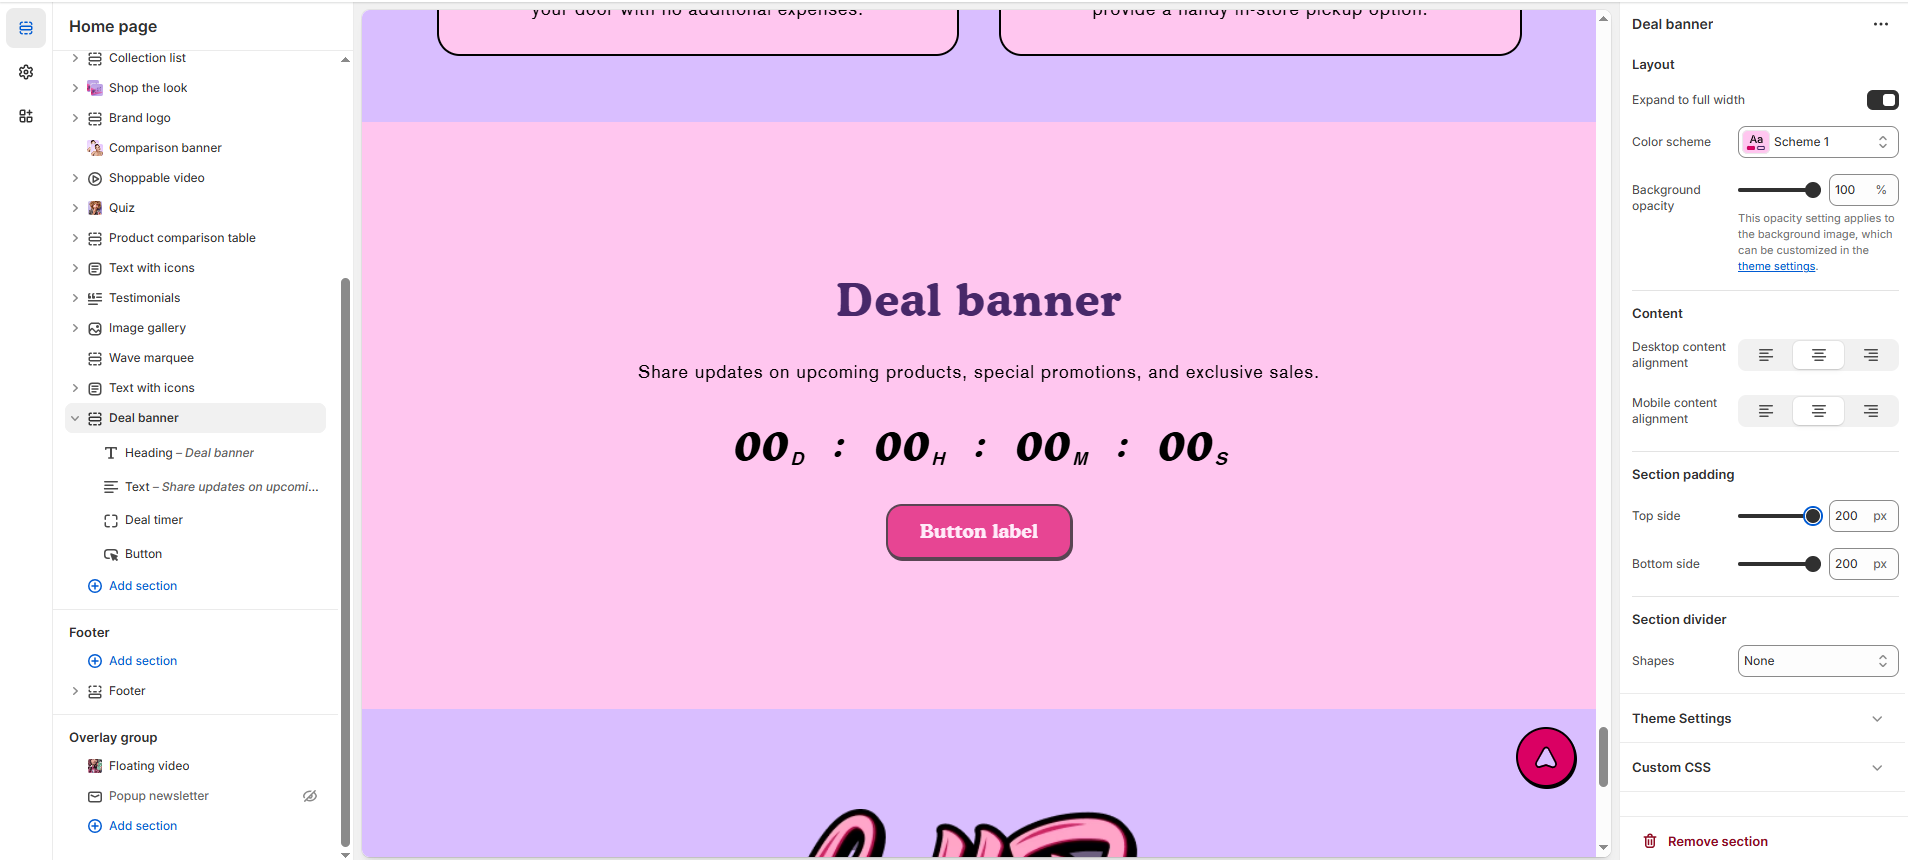 Home page
Collection list
Shop the look
Brand logo
Comparison banner
Shoppable video
Quiz
Product comparison table
Text with icons
Testimonials
Image gallery
Wave marquee
Text with icons
Deal banner
Heading – Deal banner
Text – Share updates on upcomi...
Deal timer
Button
Add section
Footer
Add section
Footer
Overlay group
Floating video
Popup newsletter
Add section
your door with no additional expenses.
provide a handy in-store pickup option.
Deal banner
Share updates on upcoming products, special promotions, and exclusive sales.
00D : 00H : 00M : 00S
Button label
Deal banner
Layout
Expand to full width
Color scheme
Aa Scheme 1
Background
opacity
100 %
This opacity setting applies to
the background image, which
can be customized in the
theme settings.
Content
Desktop content
alignment
Mobile content
alignment
Section padding
Top side 200 px
Bottom side 200 px
Section divider
Shapes None
Theme Settings
Custom CSS
Remove section